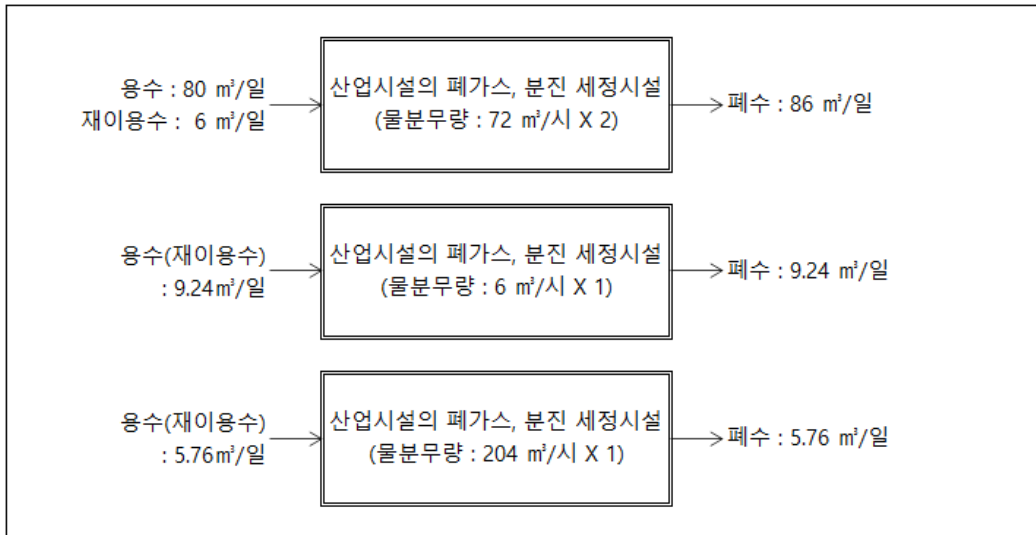 용수 : 80 ㎥/일
재이용수 : 6 ㎥/일
산업시설의 폐가스, 분진 세정시설
(물분무량 : 72 ㎥/시 X 2)
폐수 : 86 ㎥/일
용수(재이용수)
: 9.24㎥/일
산업시설의 폐가스, 분진 세정시설
(물분무량 : 6 ㎥/시 X 1)
폐수 : 9.24 ㎥/일
용수(재이용수)
: 5.76㎥/일
산업시설의 폐가스, 분진 세정시설
(물분무량 : 204 ㎥/시 X 1)
폐수 : 5.76 ㎥/일